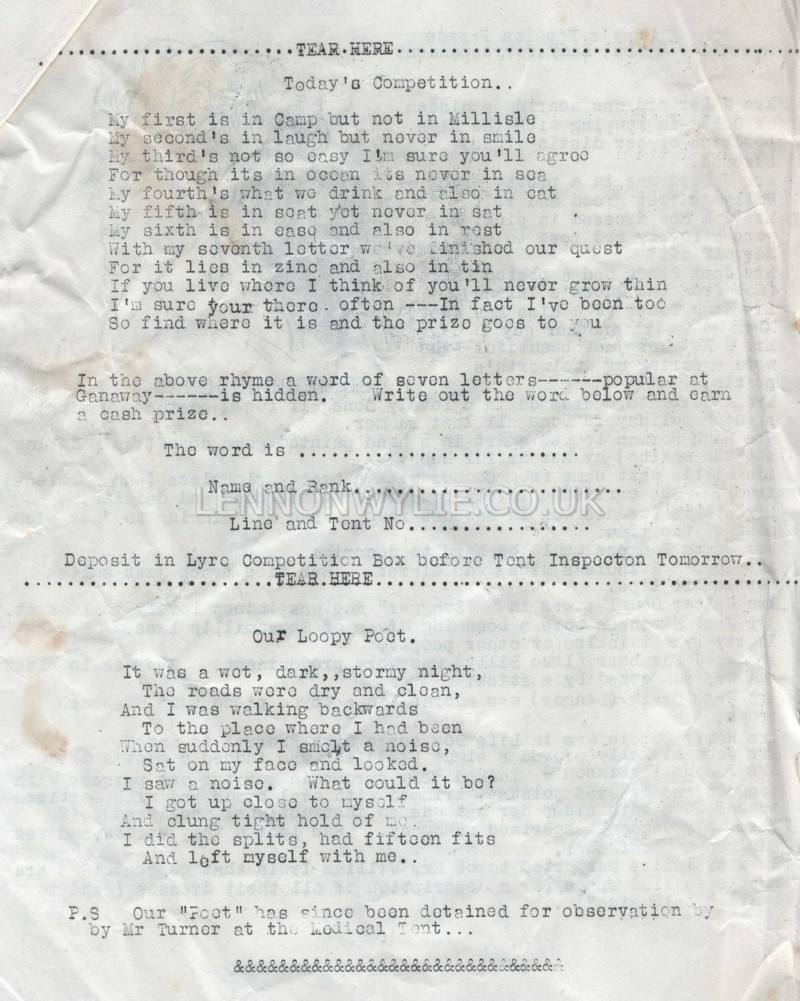 ......................TEAR.HERE......................................
Today's Competition..
My first is in Camp but not in Millisle
My second's in laugh but never in smile
My third's not so easy I'm sure you'll agree
For though its in ocean its never in sea
My fourth's what we drink and also in eat
My fifth is in seat yet never in sat
My sixth is in ease and also in rest
With my seventh letter we've finished our quest
For it lies in zinc and also in tin
If you live where I think of you'll never grow thin
I'm sure your there. often ---In fact I've been too
So find where it is and the prize goes to you
In the above rhyme a word of seven letters------popular at
Ganaway------is hidden. Write out the word below and earn
a cash prize..
The word is ..........................
Name and Rank.........................
LENNONWYLIE.CO.UK
Line and Tent No.................
Deposit in Lyre Competition Box before Tent Inspecton Tomorrow..
.......................TEAR.HERE.......................................
Our Loopy Poet.
It was a wet, dark,,stormy night,
The roads were dry and clean,
And I was walking backwards
To the place where I had been
When suddenly I smelt a noise,
Sat on my face and looked.
I saw a noise. What could it be?
I got up close to myself
And clung tight hold of me.
I did the splits, had fifteen fits
And left myself with me..
P.S Our "Poet" has since been detained for observation by
by Mr Turner at the Medical Tent...
&&&&&&&&&&&&&&&&&&&&&&&&&&&&&&